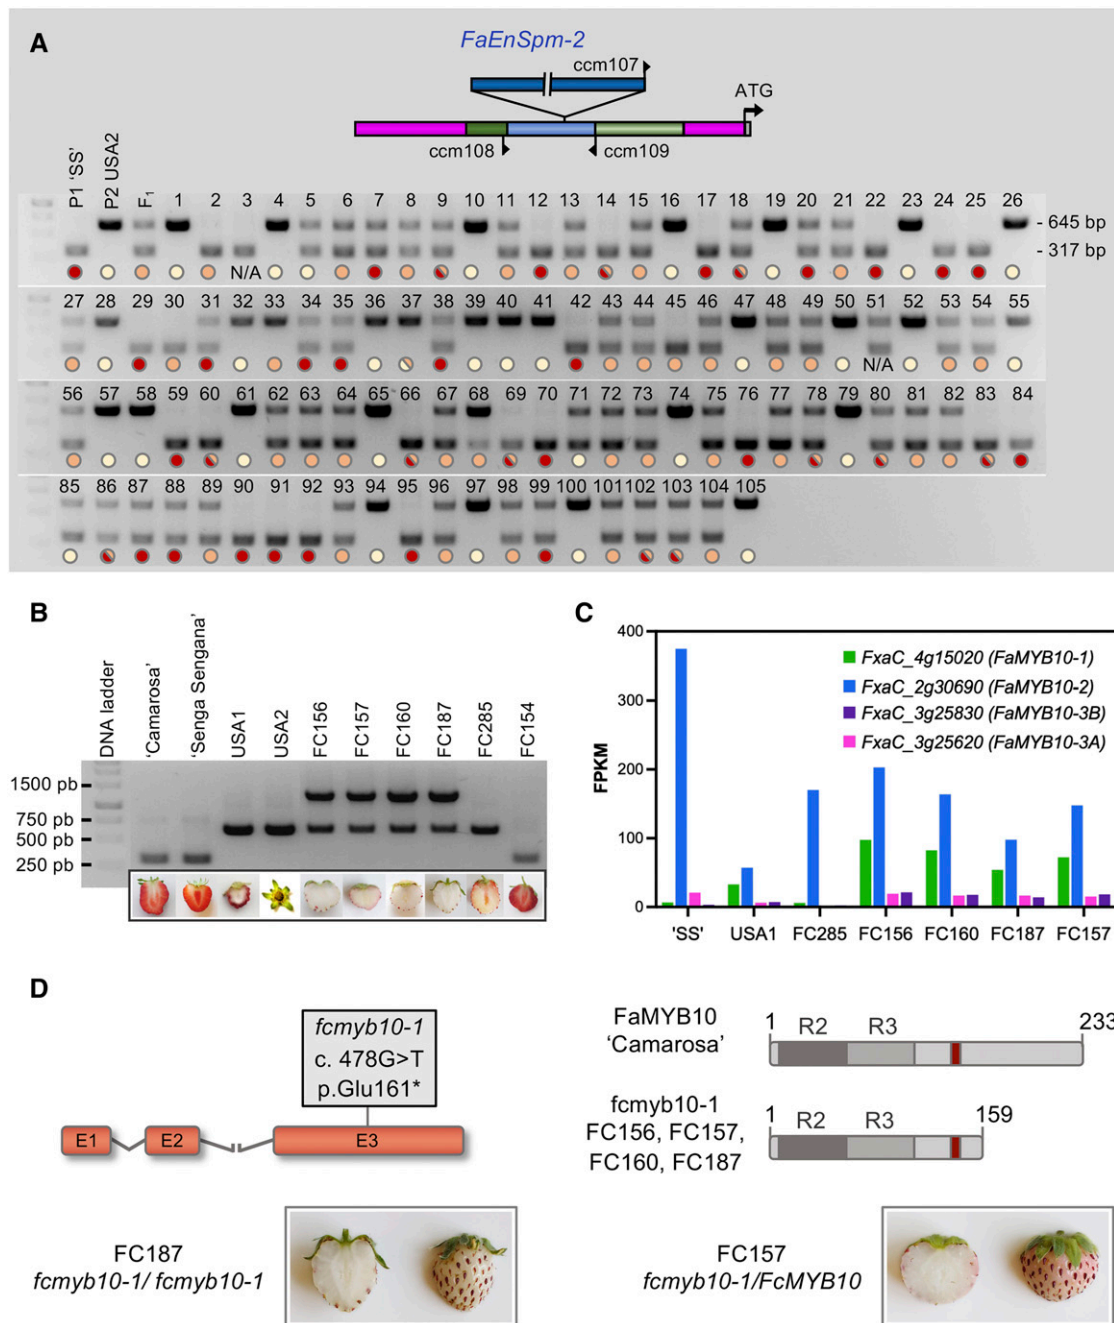 A
FaEnSpm-2
ccm107
ATG
ccm108
ccm109
P1 'SS'
P2 USA2
F1
1 2 3 4 5 6 7 8 9 10 11 12 13 14 15 16 17 18 19 20 21 22 23 24 25 26
- 645 bp
- 317 bp
N/A
27 28 29 30 31 32 33 34 35 36 37 38 39 40 41 42 43 44 45 46 47 48 49 50 51 52 53 54 55
N/A
56 57 58 59 60 61 62 63 64 65 66 67 68 69 70 71 72 73 74 75 76 77 78 79 80 81 82 83 84
85 86 87 88 89 90 91 92 93 94 95 96 97 98 99 100 101 102 103 104 105
B
DNA ladder
'Camarosa'
'Senga Sengana'
USA1
USA2
FC156
FC157
FC160
FC187
FC285
FC154
1500 pb
750 pb
500 pb
250 pb
C
400
300
200
100
0
FPKM
FxaC_4g15020 (FaMYB10-1)
FxaC_2g30690 (FaMYB10-2)
FxaC_3g25830 (FaMYB10-3B)
FxaC_3g25620 (FaMYB10-3A)
'SS' USA1 FC285 FC156 FC160 FC187 FC157
D
fcmyb10-1
c. 478G>T
p.Glu161*
E1 E2 E3
FaMYB10
'Camarosa'
1 R2 R3 233
fcmyb10-1
FC156, FC157,
FC160, FC187
1 R2 R3 159
FC187
fcmyb10-1/ fcmyb10-1
FC157
fcmyb10-1/FcMYB10